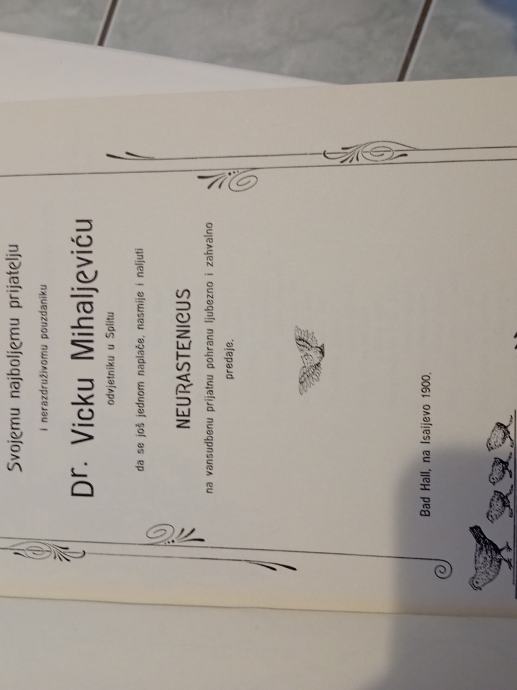 Svojemu najboljemu prijatelju
i nerazdruživomu pouzdaniku
Dr. Vicku Mihaljeviću
odvjetniku u Splitu
da se još jednom naplače, nasmije i naljuti
NEURASTENICUS
na vansudbenu prijatnu pohranu ljubezno i zahvalno
predaje.
Bad Hall, na Isaijevo 1900.